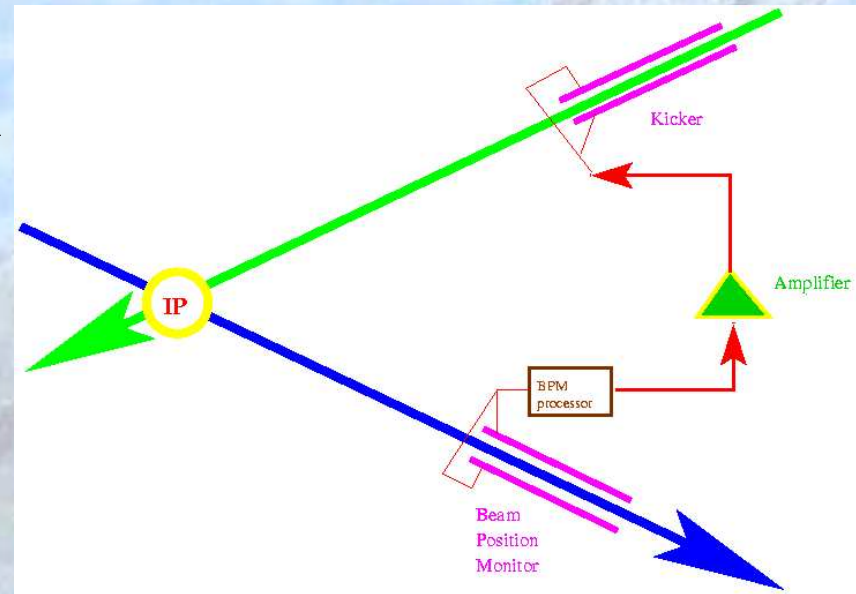 Kicker
IP
Amplifier
BPM
processor
Beam
Position
Monitor